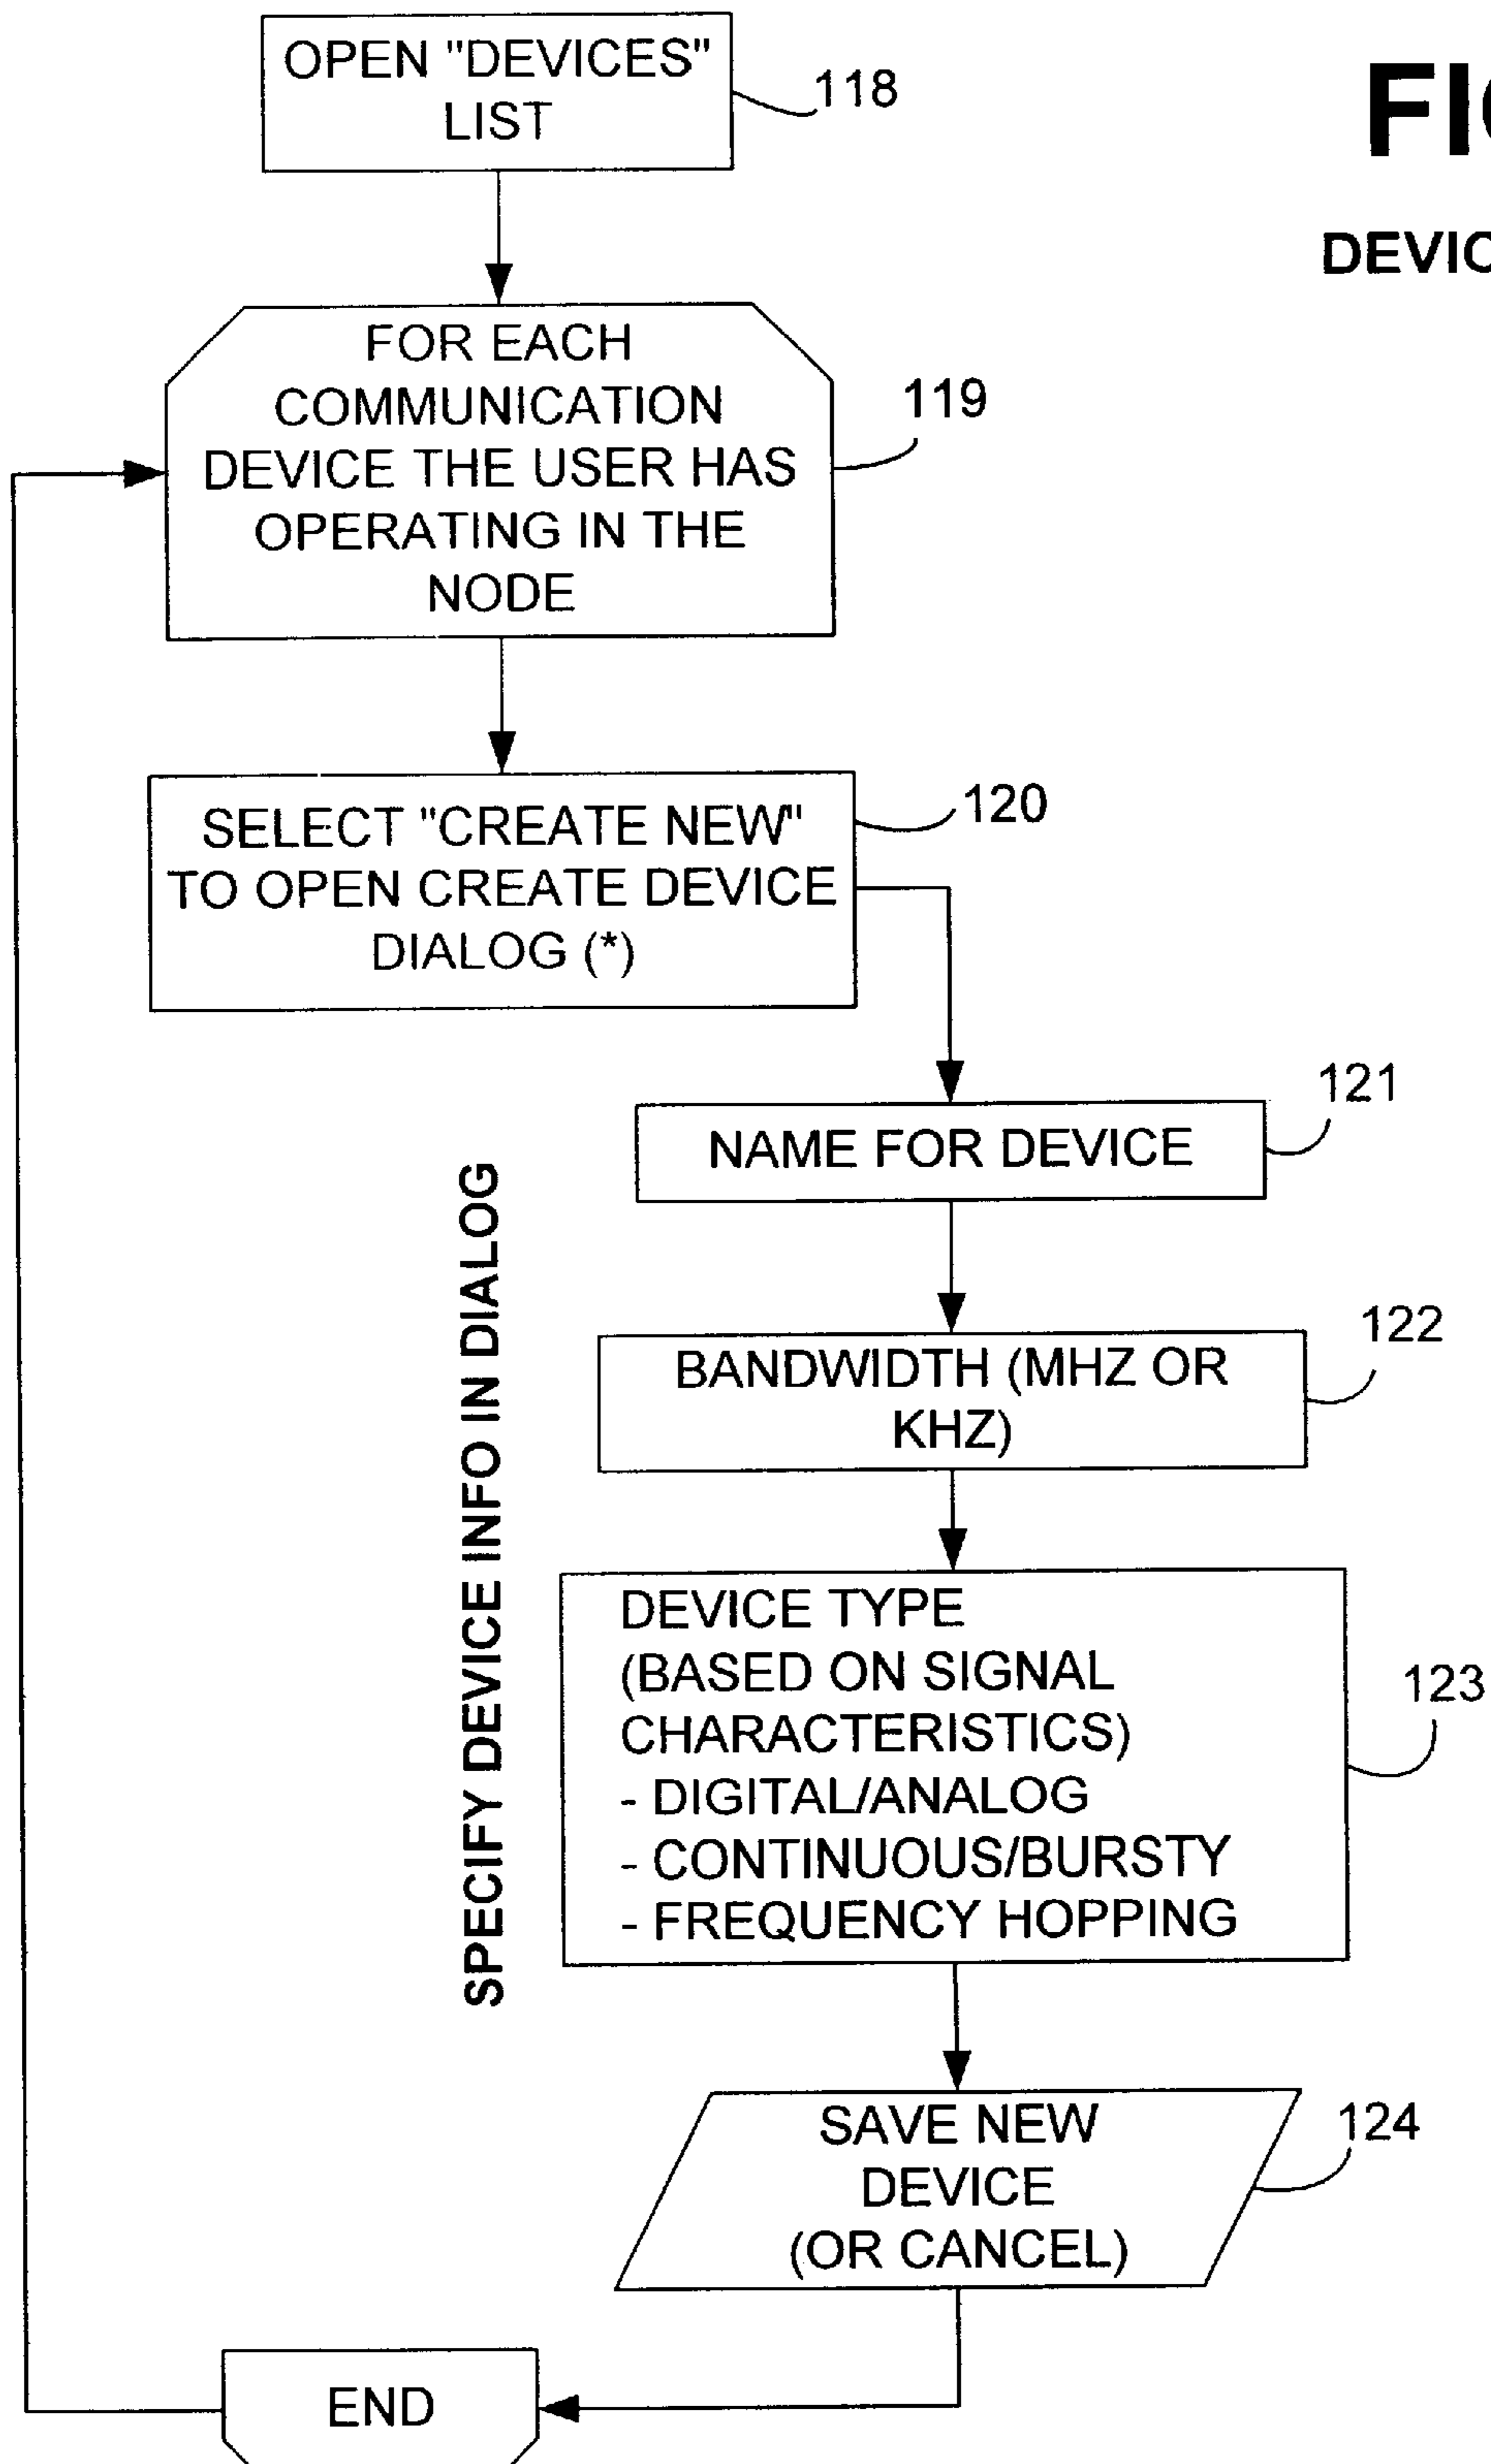 OPEN "DEVICES"
LIST
118
FOR EACH
COMMUNICATION
DEVICE THE USER HAS
OPERATING IN THE
NODE
119
SELECT "CREATE NEW"
TO OPEN CREATE DEVICE
DIALOG (*)
120
SPECIFY DEVICE INFO IN DIALOG
NAME FOR DEVICE
121
BANDWIDTH (MHZ OR
KHZ)
122
DEVICE TYPE
(BASED ON SIGNAL
CHARACTERISTICS)
- DIGITAL/ANALOG
- CONTINUOUS/BURSTY
- FREQUENCY HOPPING
123
SAVE NEW
DEVICE
(OR CANCEL)
124
END